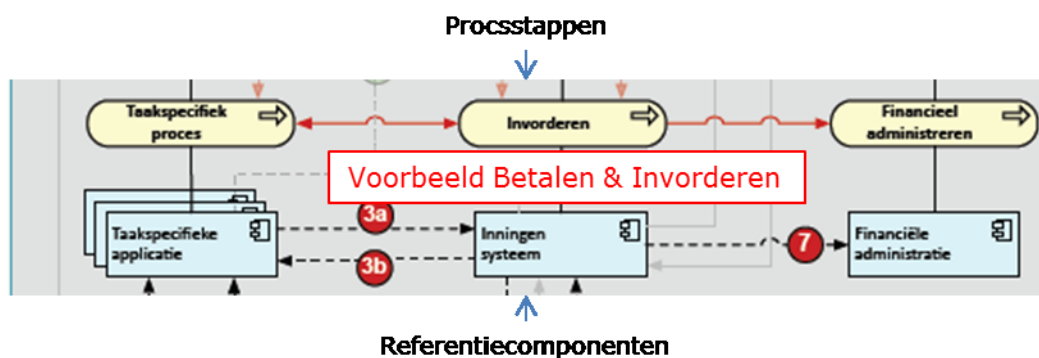 Procsstappen
Taakspecifiek
proces
Invorderen
Financieel
administreren
Voorbeeld Betalen & Invorderen
3a
Taakspecifieke
applicatie
Inningen
systeem
7
Financiële
administratie
3b
Referentiecomponenten